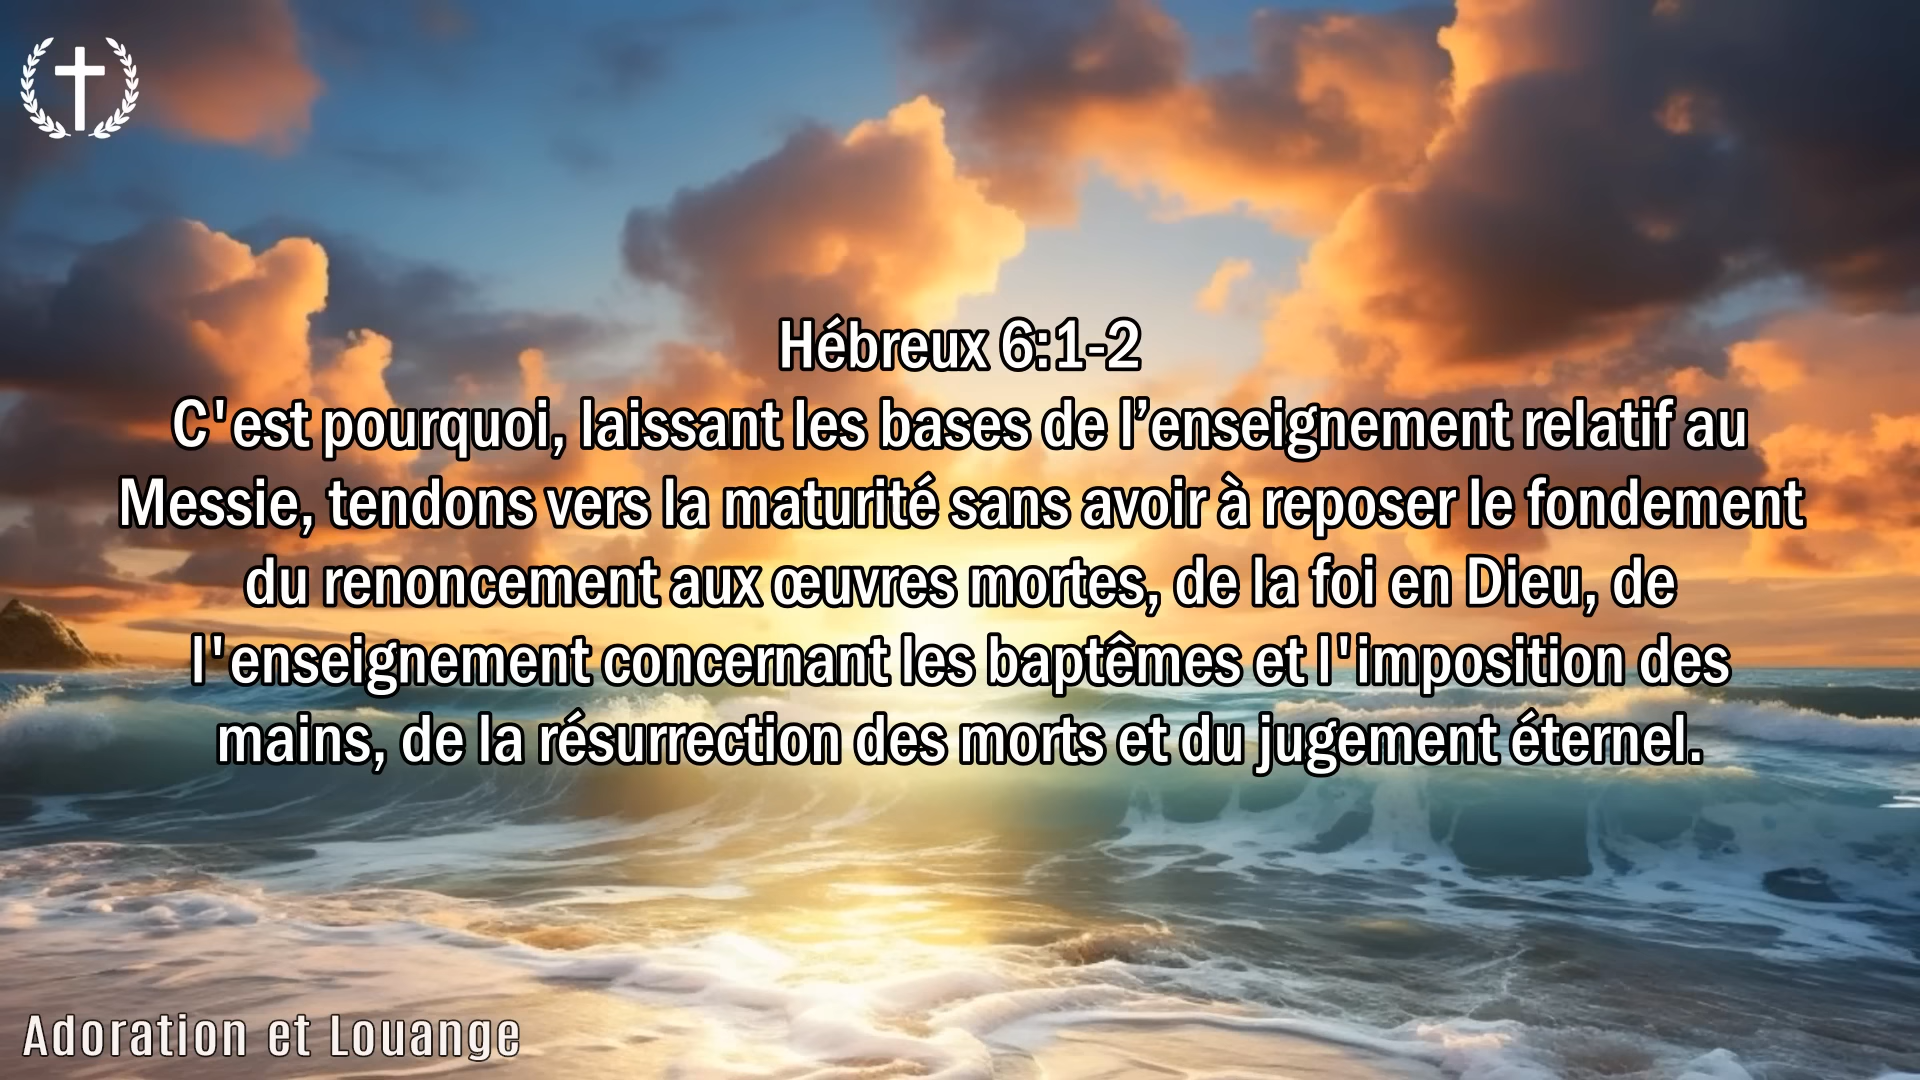 Hébreux 6:1-2
C'est pourquoi, laissant les bases de l’enseignement relatif au
Messie, tendons vers la maturité sans avoir à reposer le fondement
du renoncement aux œuvres mortes, de la foi en Dieu, de
l'enseignement concernant les baptêmes et l'imposition des
mains, de la résurrection des morts et du jugement éternel.
Adoration et Louange